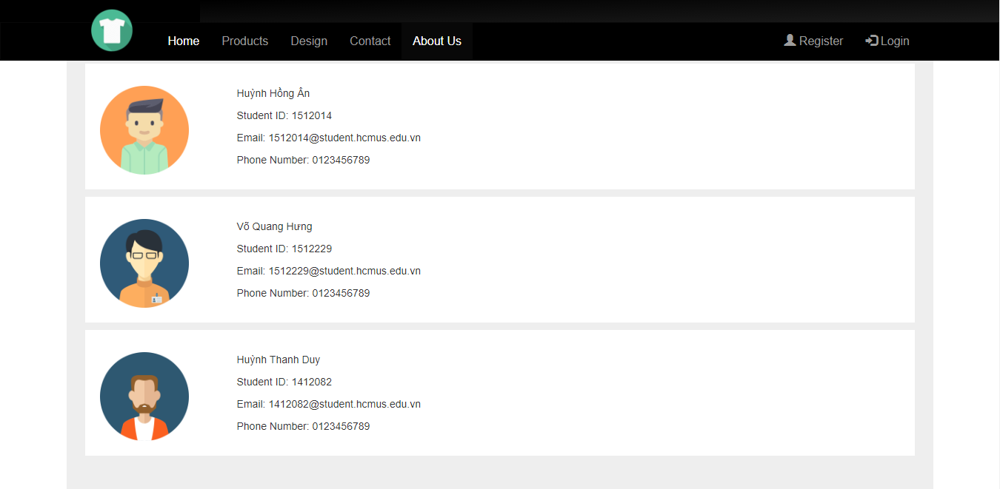 Home Products Design Contact About Us Register Login
Huỳnh Hồng Ân
Student ID: 1512014
Email: 1512014@student.hcmus.edu.vn
Phone Number: 0123456789
Võ Quang Hưng
Student ID: 1512229
Email: 1512229@student.hcmus.edu.vn
Phone Number: 0123456789
Huỳnh Thanh Duy
Student ID: 1412082
Email: 1412082@student.hcmus.edu.vn
Phone Number: 0123456789